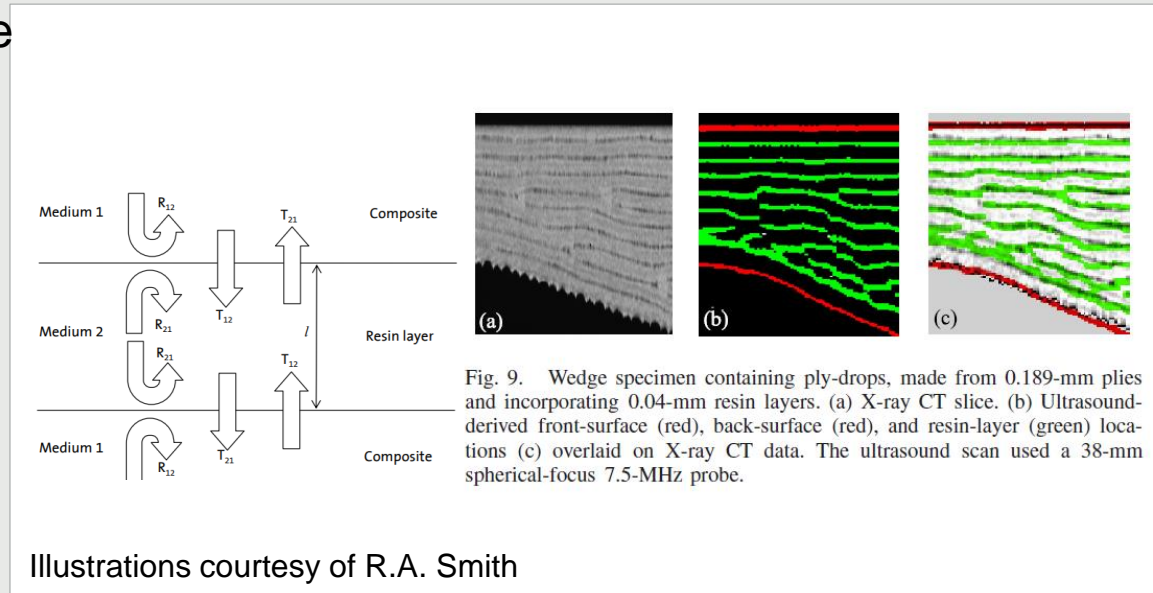 e
Medium 1
R12
T21
Composite
T12
Medium 2
R21
l
Resin layer
R21
T12
Medium 1
R12
T21
Composite
(a)
(b)
(c)
Fig. 9. Wedge specimen containing ply-drops, made from 0.189-mm plies
and incorporating 0.04-mm resin layers. (a) X-ray CT slice. (b) Ultrasound-
derived front-surface (red), back-surface (red), and resin-layer (green) loca-
tions (c) overlaid on X-ray CT data. The ultrasound scan used a 38-mm
spherical-focus 7.5-MHz probe.
Illustrations courtesy of R.A. Smith